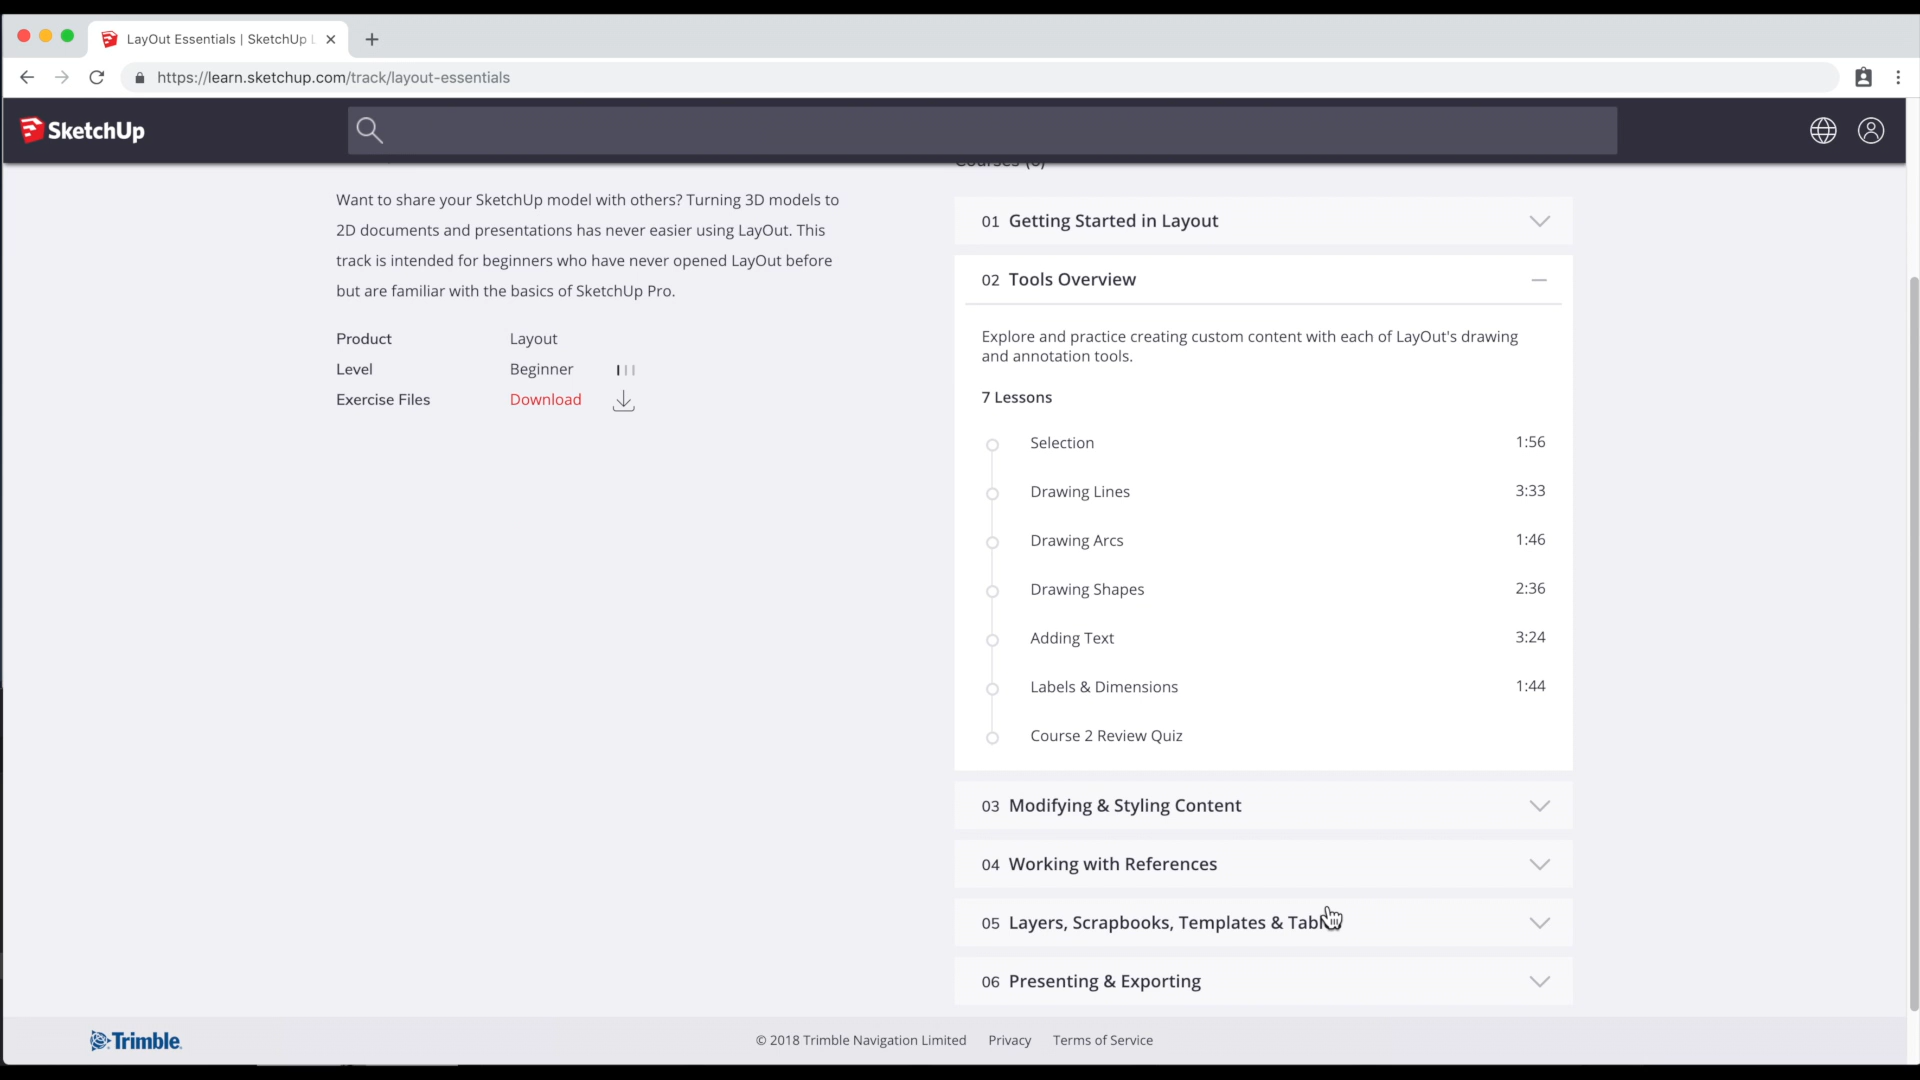 LayOut Essentials | SketchUp L
https://learn.sketchup.com/track/layout-essentials
SketchUp
Want to share your SketchUp model with others? Turning 3D models to
2D documents and presentations has never easier using LayOut. This
track is intended for beginners who have never opened LayOut before
but are familiar with the basics of SketchUp Pro.
Product Layout
Level Beginner
Exercise Files Download
01 Getting Started in Layout
02 Tools Overview
Explore and practice creating custom content with each of LayOut's drawing
and annotation tools.
7 Lessons
Selection 1:56
Drawing Lines 3:33
Drawing Arcs 1:46
Drawing Shapes 2:36
Adding Text 3:24
Labels & Dimensions 1:44
Course 2 Review Quiz
03 Modifying & Styling Content
04 Working with References
05 Layers, Scrapbooks, Templates &
06 Presenting & Exporting
Trimble.
© 2018 Trimble Navigation Limited Privacy Terms of Service